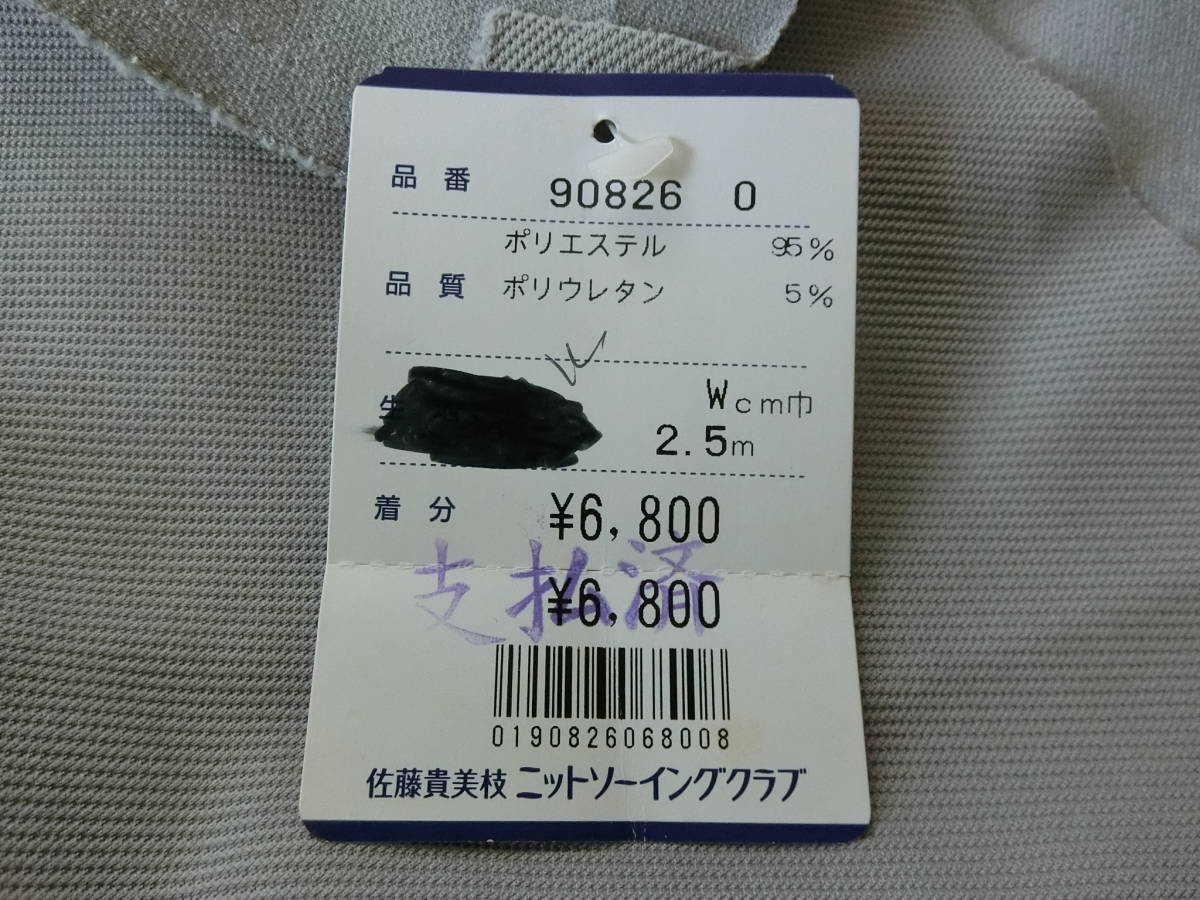 品番 90826 0
ポリエステル 95%
品質 ポリウレタン 5%
Wcm巾
2.5m
着分 ¥6,800
支払済
¥6,800
0190826068008
佐藤貴美枝 ニットソーイングクラブ